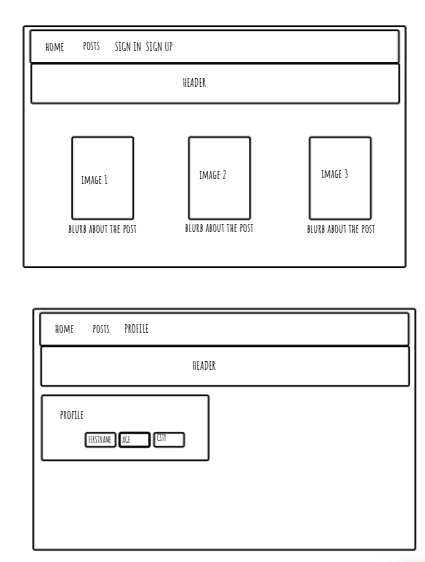 HOME POSTS SIGN IN SIGN UP
HEADER
IMAGE 1 IMAGE 2 IMAGE 3
BLURB ABOUT THE POST BLURB ABOUT THE POST BLURB ABOUT THE POST
HOME POSTS PROFILE
HEADER
PROFILE
FIRSTNAME AGE CITY